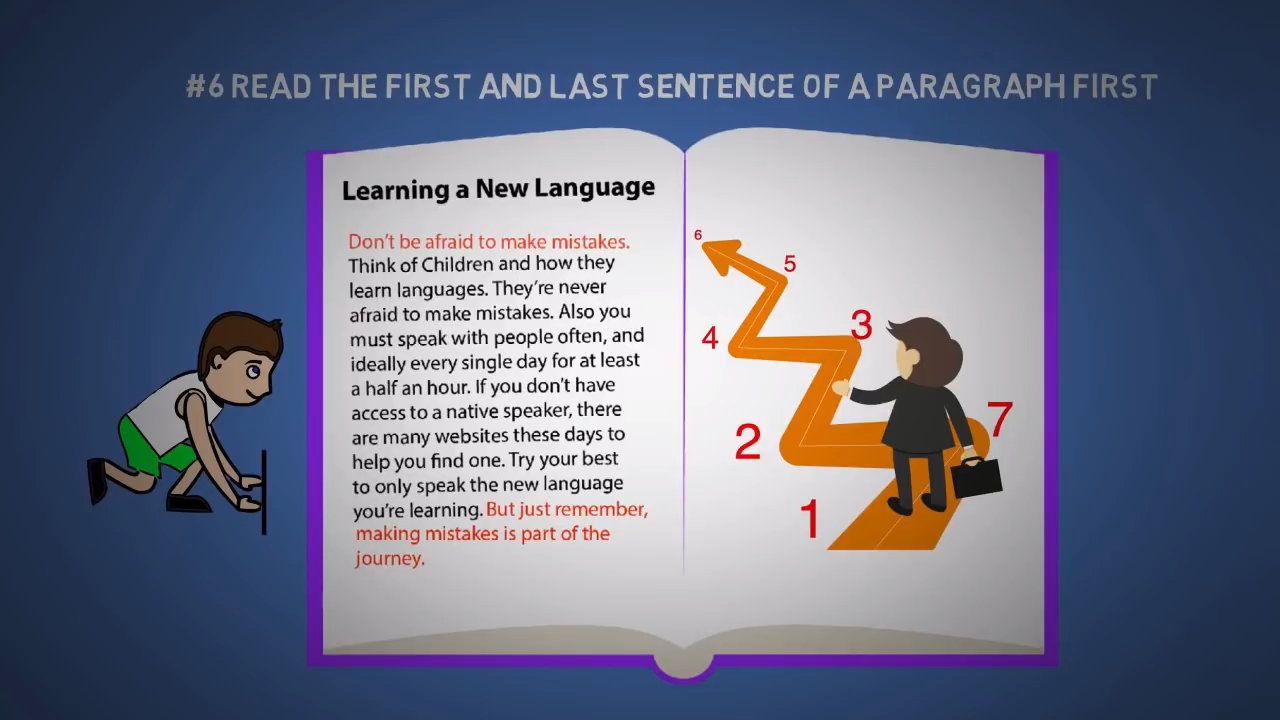 #6 READ THE FIRST AND LAST SENTENCE OF A PARAGRAPH FIRST
Learning a New Language
Don't be afraid to make mistakes.
Think of Children and how they
learn languages. They're never
afraid to make mistakes. Also you
must speak with people often, and
ideally every single day for at least
a half an hour. If you don't have
access to a native speaker, there
are many websites these days to
help you find one. Try your best
to only speak the new language
you're learning. But just remember,
making mistakes is part of the
journey.
6
5
3
4
7
2
1